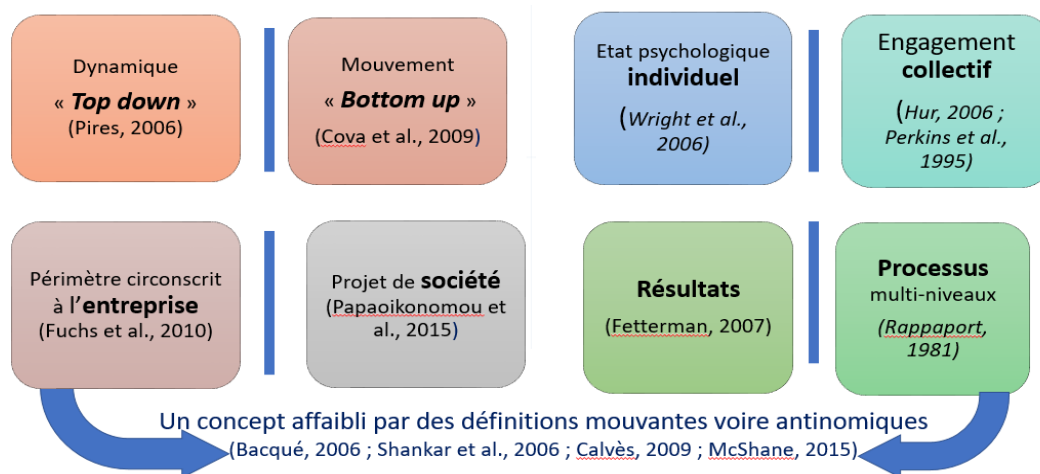 Dynamique
« Top down »
(Pires, 2006)
Mouvement
« Bottom up »
(Cova et al., 2009)
Etat psychologique
individuel
(Wright et al.,
2006)
Engagement
collectif
(Hur, 2006 ;
Perkins et al.,
1995)
Périmètre circonscrit
à l’entreprise
(Fuchs et al., 2010)
Projet de société
(Papaoikonomou et
al., 2015)
Résultats
(Fetterman, 2007)
Processus
multi-niveaux
(Rappaport,
1981)
Un concept affaibli par des définitions mouvantes voire antinomiques
(Bacqué, 2006 ; Shankar et al., 2006 ; Calvès, 2009 ; McShane, 2015)